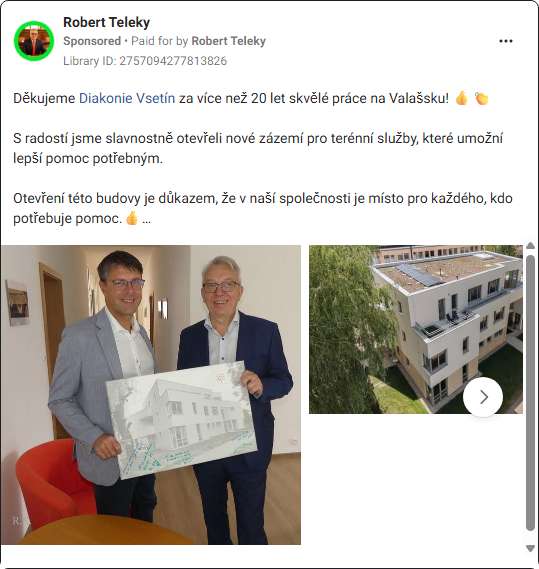 Robert Teleky
Sponsored • Paid for by Robert Teleky
Library ID: 2757094277813826
Děkujeme Diakonie Vsetín za více než 20 let skvělé práce na Valašsku! 👍 👏
S radostí jsme slavnostně otevřeli nové zázemí pro terénní služby, které umožní
lepší pomoc potřebným.
Otevření této budovy je důkazem, že v naší společnosti je místo pro každého, kdo
potřebuje pomoc. 👍 ...